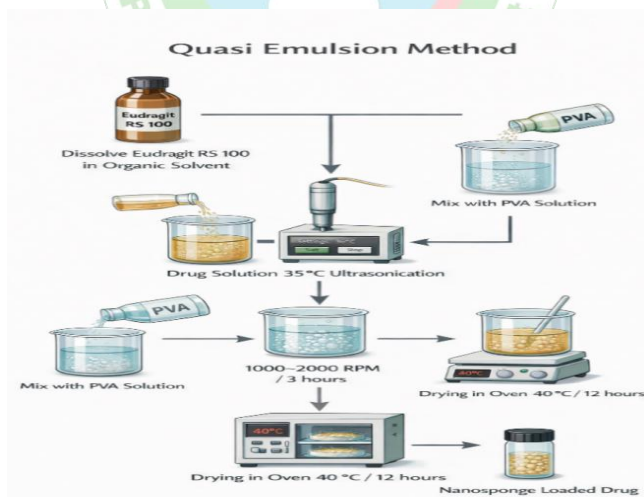 Quasi Emulsion Method
Eudragit
RS 100
PVA
Dissolve Eudragit RS 100
in Organic Solvent
Mix with PVA Solution
Drug Solution 35°C Ultrasonication
PVA
Mix with PVA Solution
1000–2000 RPM
/ 3 hours
40°C
Drying in Oven 40°C / 12 hours
40°C
Drying in Oven 40 °C / 12 hours
Nanosponge Loaded Drug